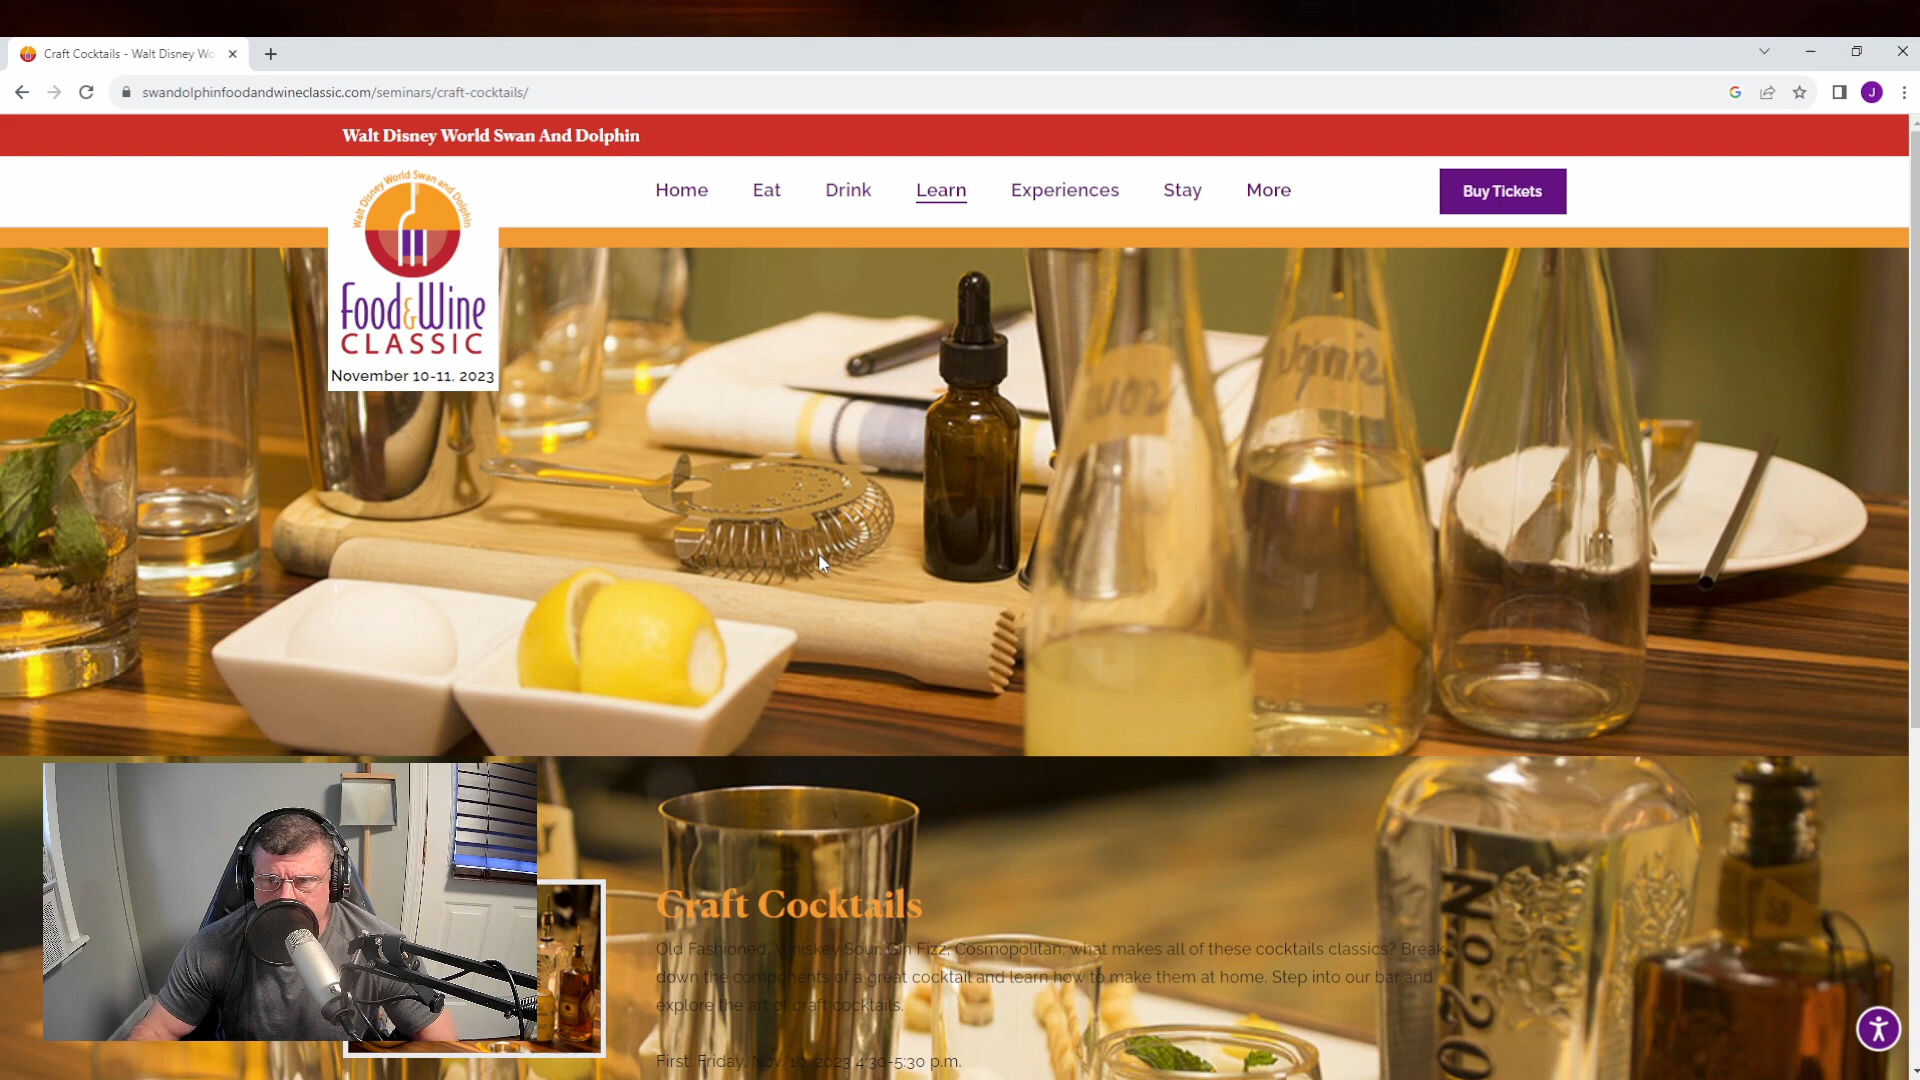 Craft Cocktails - Walt Disney Wo
swandolphinfoodandwineclassic.com/seminars/craft-cocktails/
J
Walt Disney World Swan And Dolphin
Walt Disney World Swan and Dolphin
Food & Wine
CLASSIC
November 10-11, 2023
Home
Eat
Drink
Learn
Experiences
Stay
More
Buy Tickets
sour
simple
No 20
Craft Cocktails
Old Fashioned, Whiskey Sour, Gin Fizz, Cosmopolitan, what makes all of these cocktails classics? Break
down the components of a great cocktail and learn how to make them at home. Step into our bar and
explore the art of craft cocktails.
First: Friday, Nov. 10, 2023 4:30-5:30 p.m.